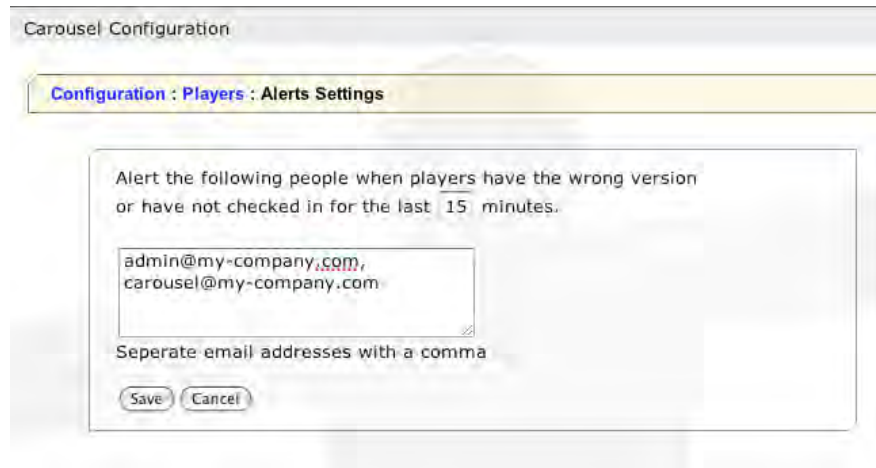 Carousel Configuration
Configuration : Players : Alerts Settings
Alert the following people when players have the wrong version
or have not checked in for the last 15 minutes.
admin@my-company.com,
carousel@my-company.com
Seperate email addresses with a comma
Save Cancel